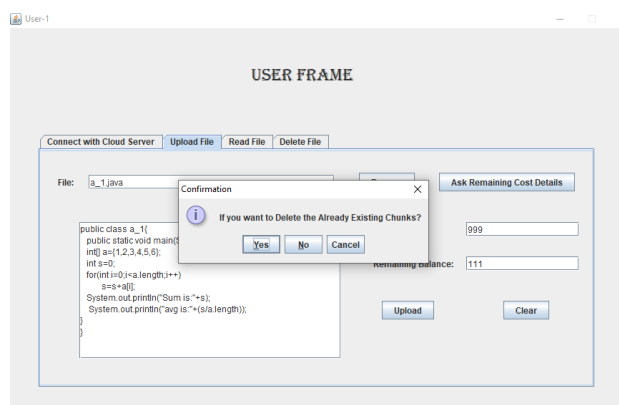 User-1
USER FRAME
Connect with Cloud Server Upload File Read File Delete File
File: a_1.java
Ask Remaining Cost Details
Confirmation
If you want to Delete the Already Existing Chunks?
Yes No Cancel
public class a_1{
public static void main(
int[] a={1,2,3,4,5,6};
int s=0;
for(int i=0;i<a.length;i++)
s=s+a[i];
System.out.println("Sum is:"+s);
System.out.println("avg is:"+(s/a.length));
}
}
999
Remaining Balance: 111
Upload Clear